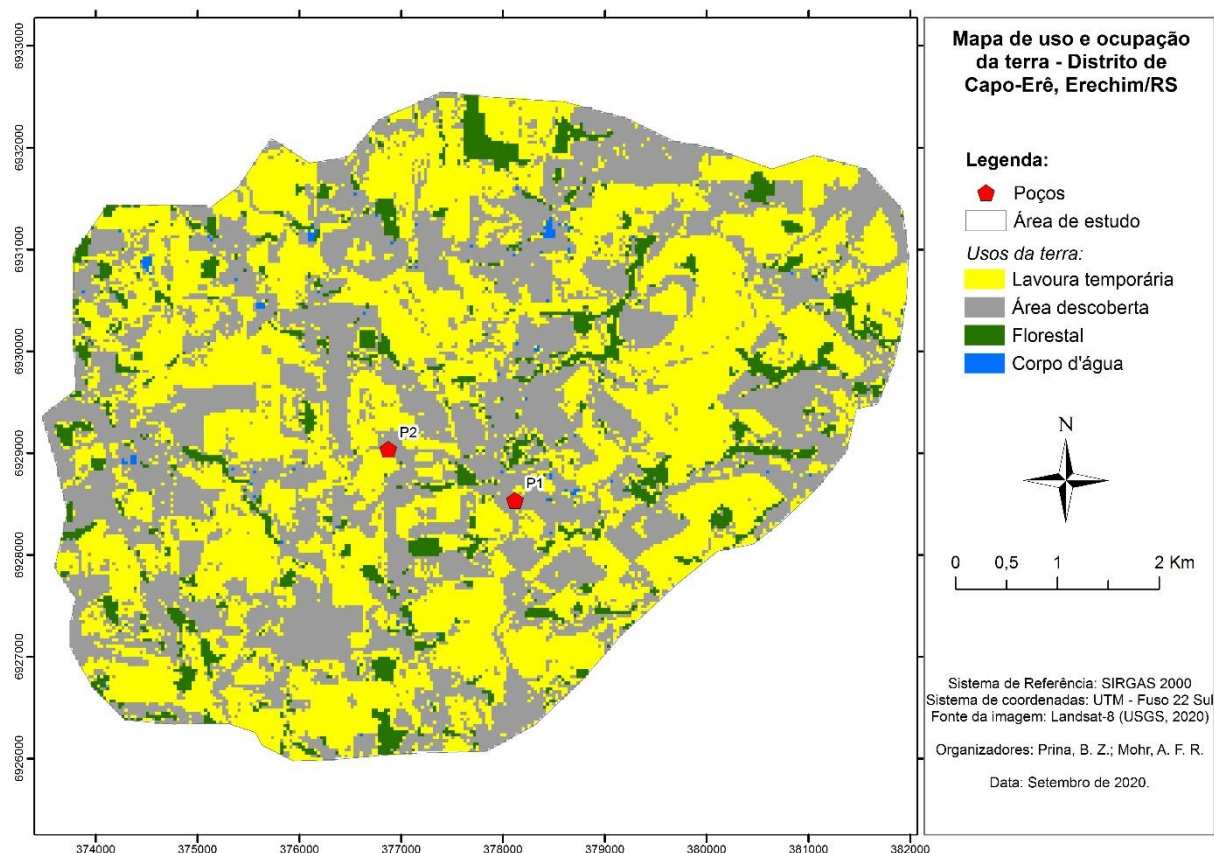 Mapa de uso e ocupação
da terra - Distrito de
Capo-Erê, Erechim/RS
Legenda:
Poços
Área de estudo
Usos da terra:
Lavoura temporária
Área descoberta
Florestal
Corpo d'água
N
0 0,5 1 2 Km
Sistema de Referência: SIRGAS 2000
Sistema de coordenadas: UTM - Fuso 22 Sul
Fonte da imagem: Landsat-8 (USGS, 2020)
Organizadores: Prina, B. Z.; Mohr, A. F. R.
Data: Setembro de 2020.
P2
P1
6933000
6932000
6931000
6930000
6929000
6928000
6927000
6926000
374000 375000 376000 377000 378000 379000 380000 381000 382000